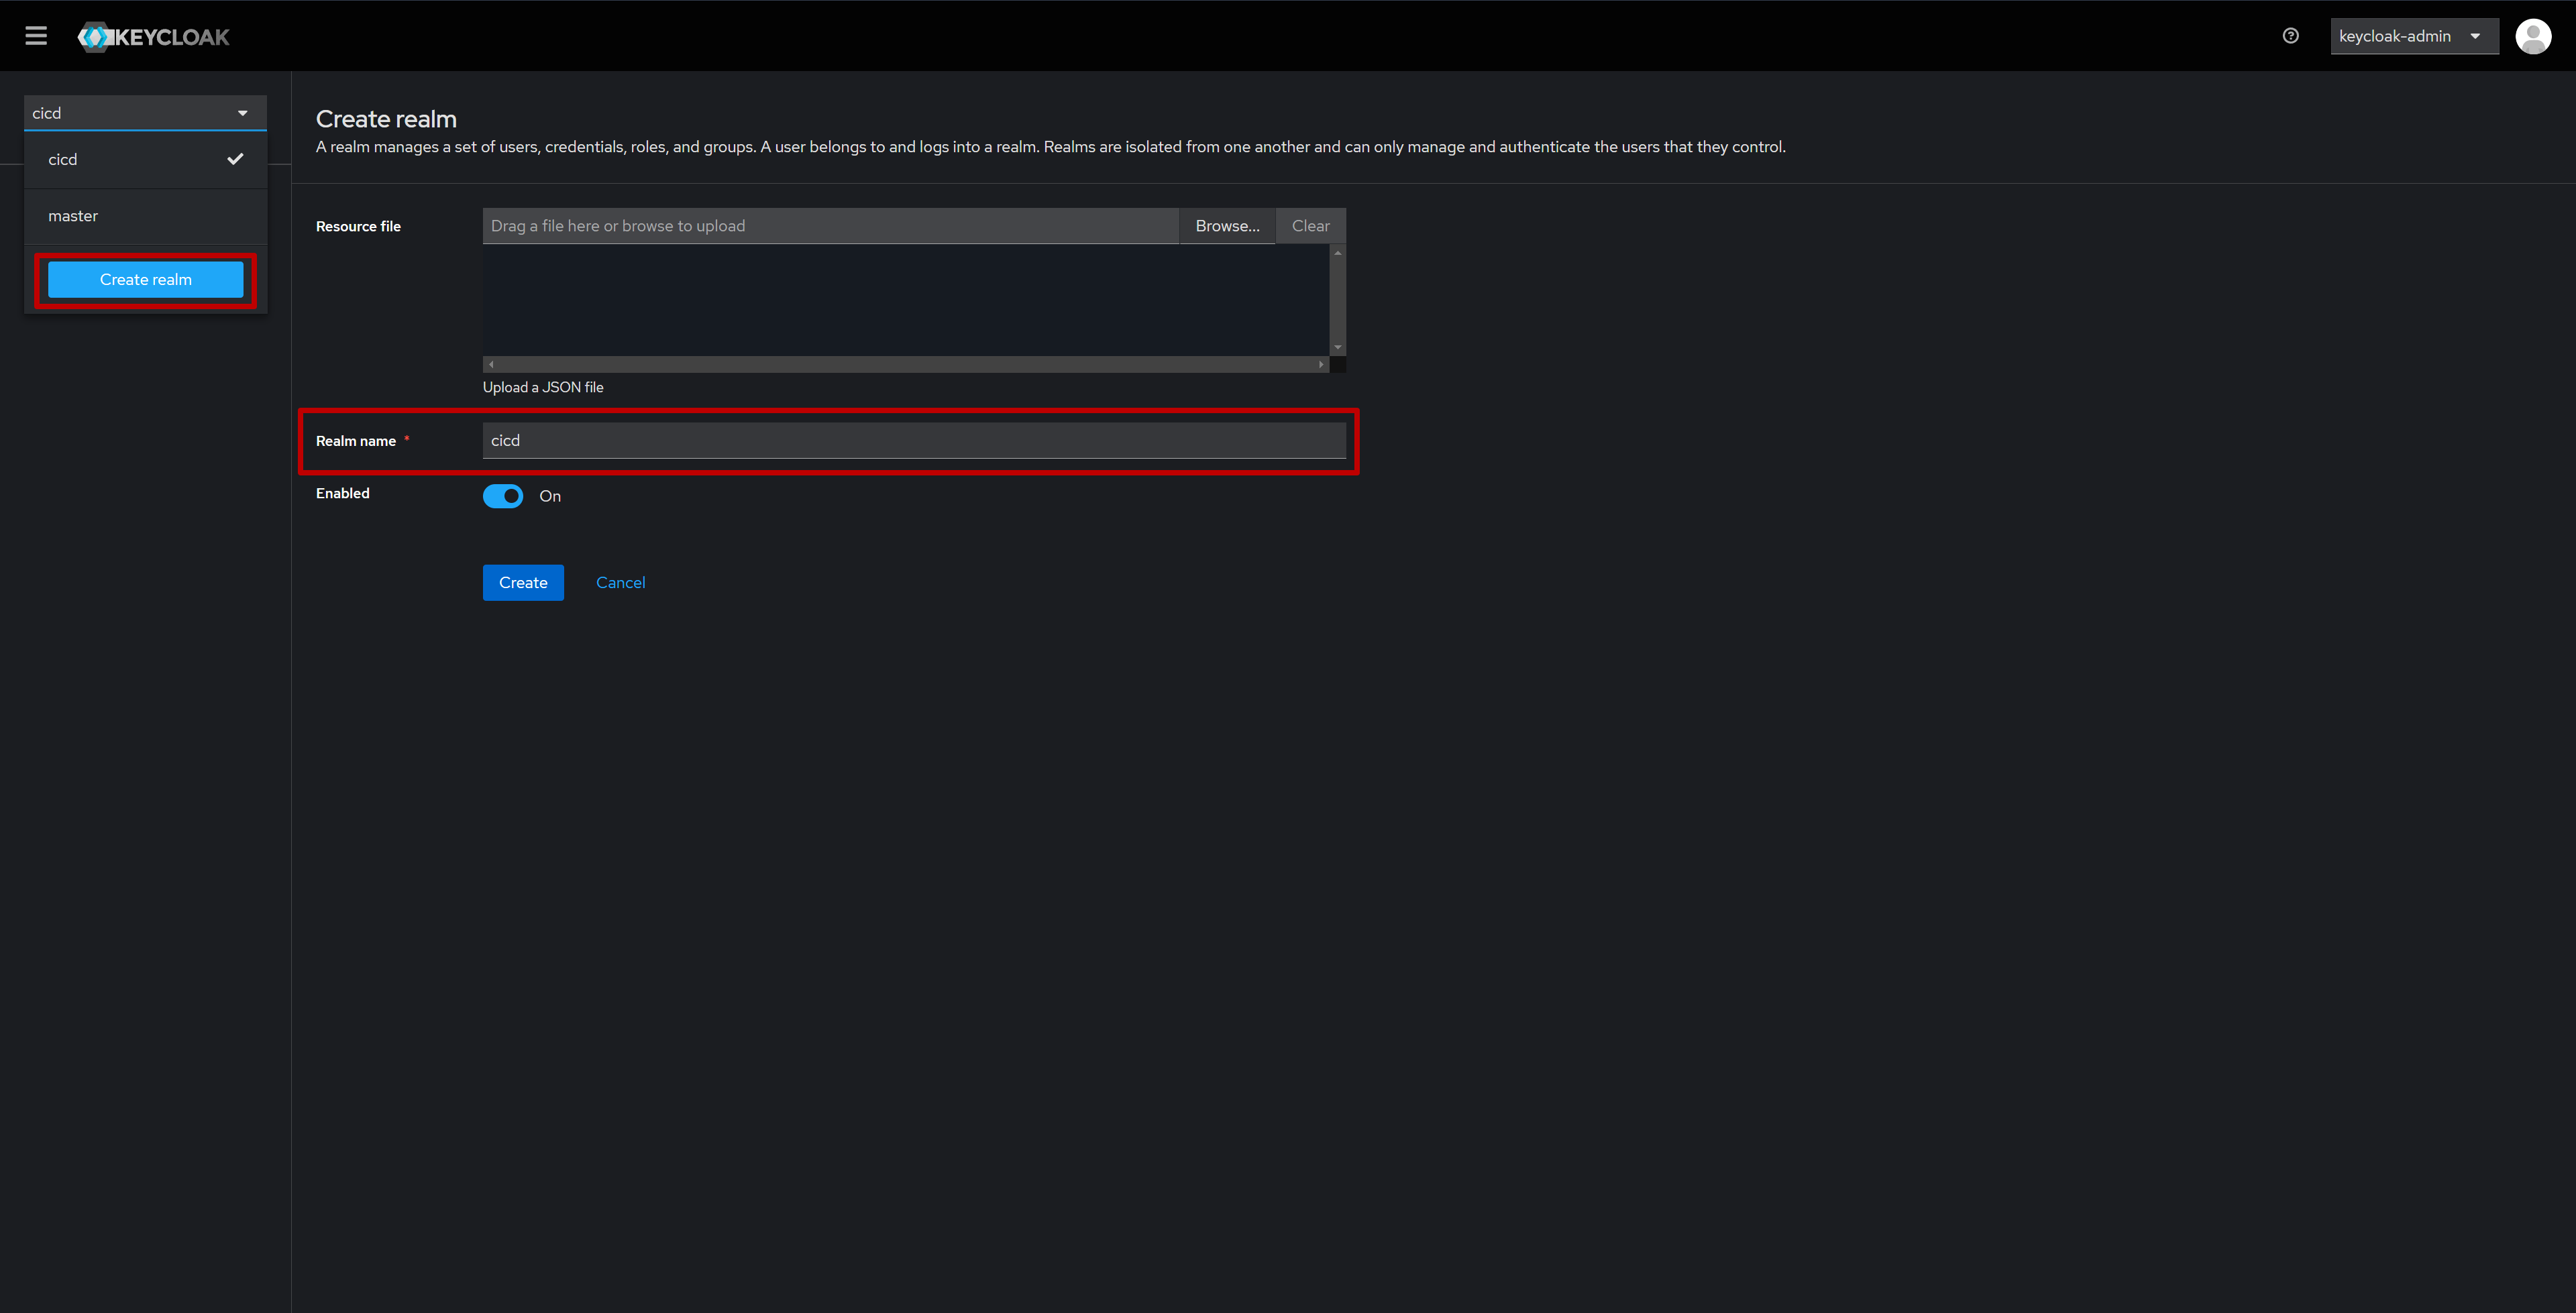 KEYCLOAK
keycloak-admin
cicd
cicd
master
Create realm
Create realm
A realm manages a set of users, credentials, roles, and groups. A user belongs to and logs into a realm. Realms are isolated from one another and can only manage and authenticate the users that they control.
Resource file
Drag a file here or browse to upload
Browse...
Clear
Upload a JSON file
Realm name *
cicd
Enabled
On
Create
Cancel